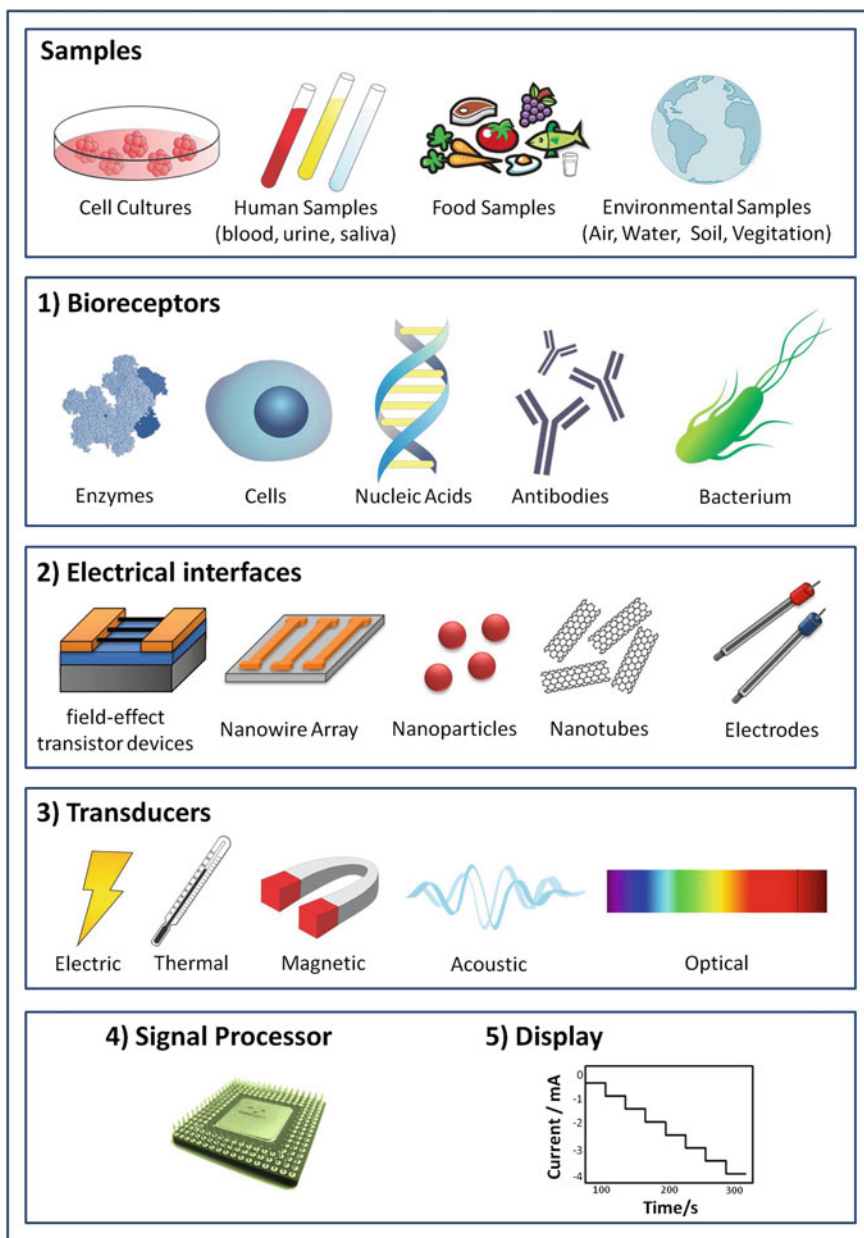 Samples
Cell Cultures
Human Samples
(blood, urine, saliva)
Food Samples
Environmental Samples
(Air, Water, Soil, Vegitation)
1) Bioreceptors
Enzymes
Cells
Nucleic Acids
Antibodies
Bacterium
2) Electrical interfaces
field-effect
transistor devices
Nanowire Array
Nanoparticles
Nanotubes
Electrodes
3) Transducers
Electric
Thermal
Magnetic
Acoustic
Optical
4) Signal Processor
5) Display
Current / mA
0
-1
-2
-3
-4
100
200
300
Time/s